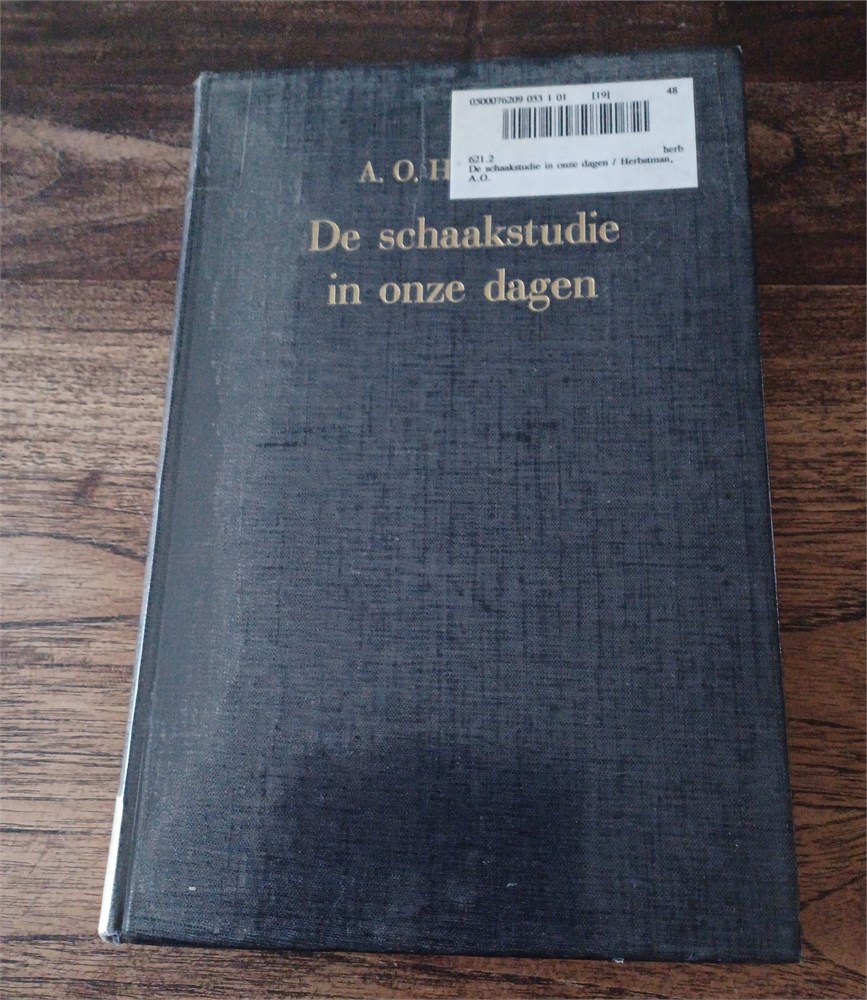 0300076209 033 1 01 [19] 48
herb
621.2
De schaakstudie in onze dagen / Herbstman,
A.O.
A. O. H
De schaakstudie
in onze dagen